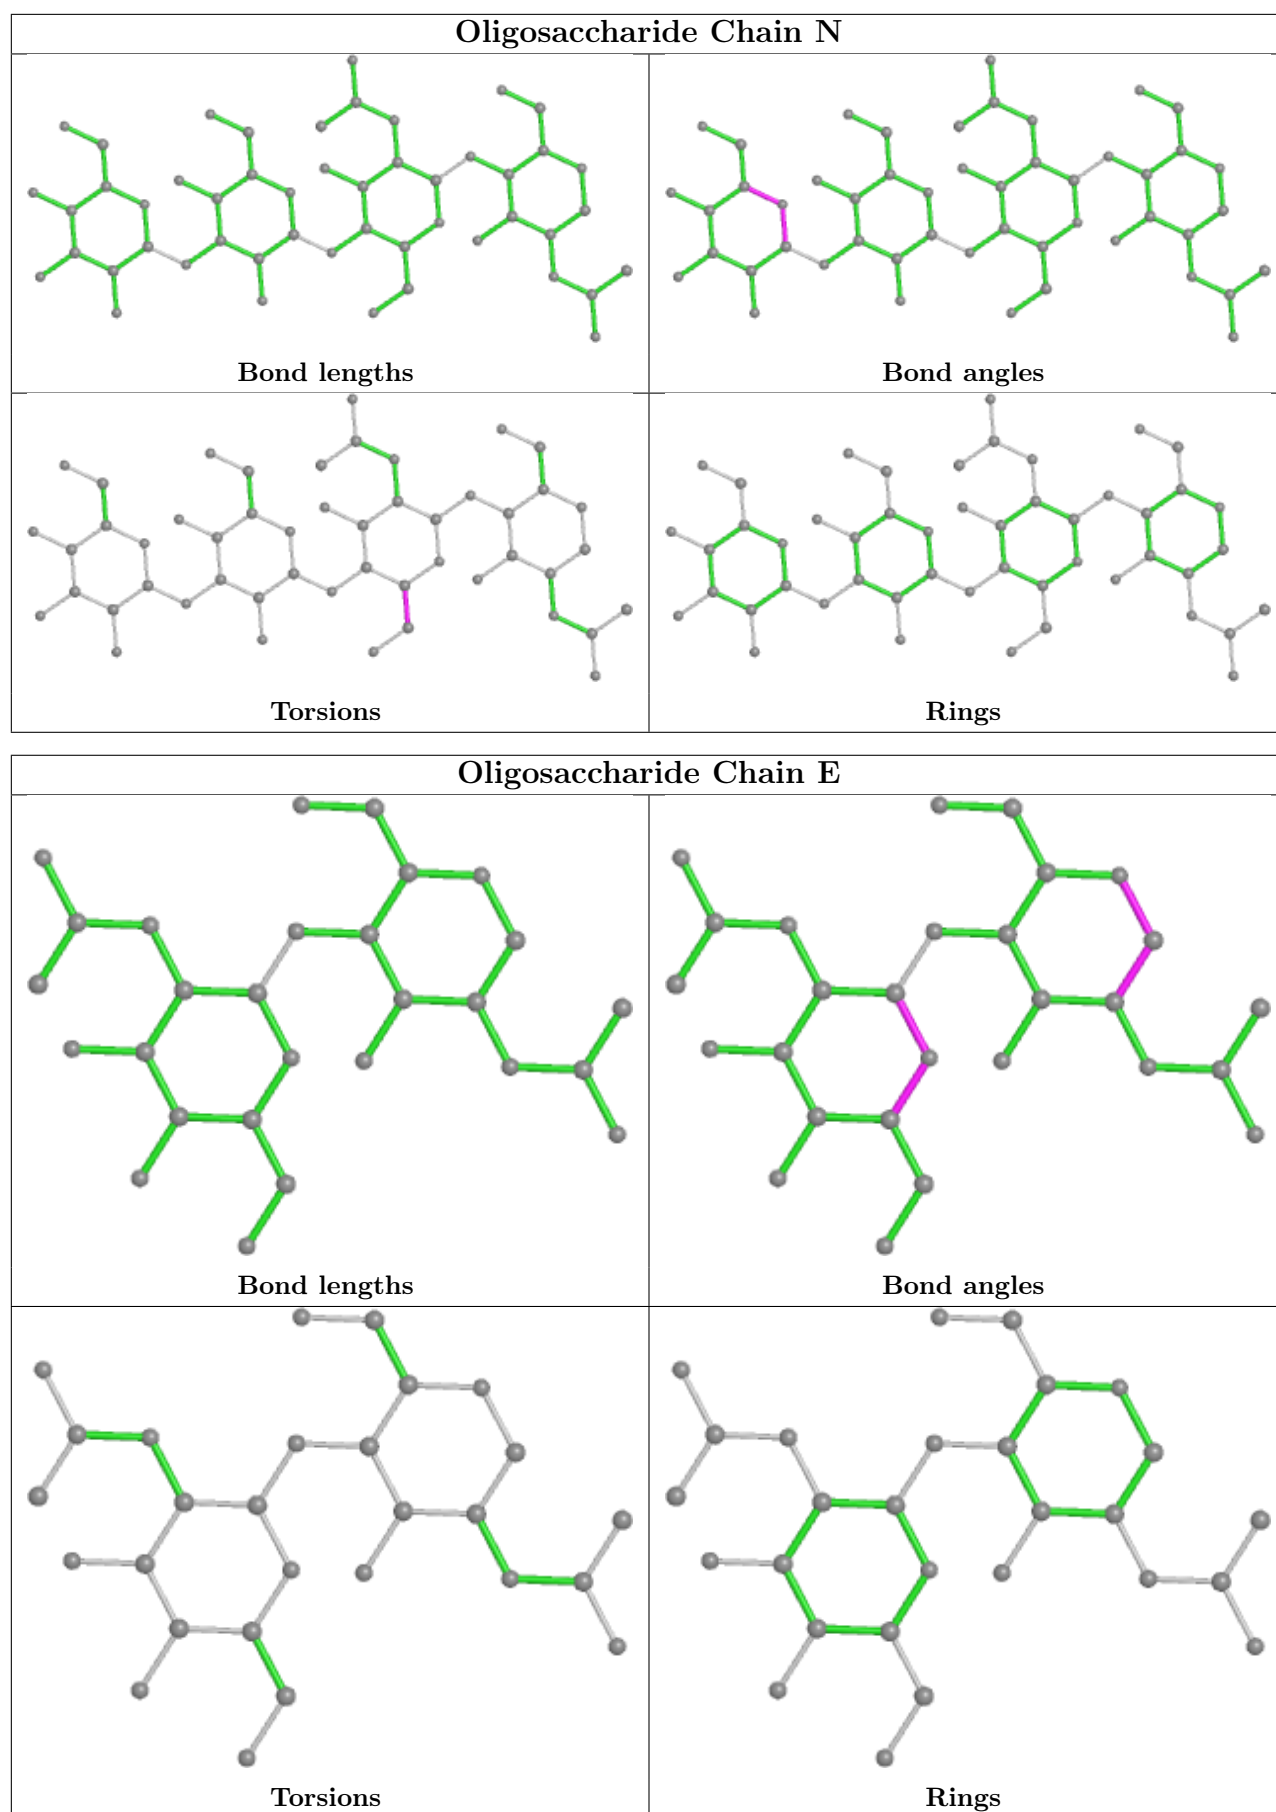 Oligosaccharide Chain N
Bond lengths
Bond angles
Torsions
Rings
Oligosaccharide Chain E
Bond lengths
Bond angles
Torsions
Rings